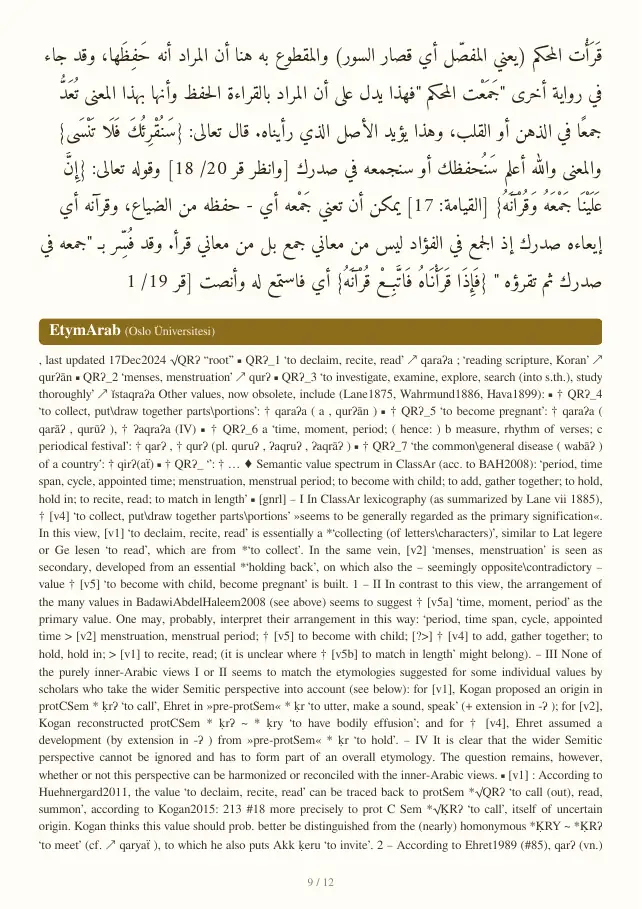 قَرَأْت المحكم (يعني المفصّل أي قصار السور) والمقطوع به هنا أن المراد أنه حَفِظَها، وقد جاء
في رواية أخرى "جَمَعْت المحكم "فهذا يدل على أن المراد بالقراءة الحفظ وأنها بهذا المعنى تُعَدُّ
جمعًا في الذهن أو القلب، وهذا يؤيد الأصل الذي رأيناه. قال تعالى: {سَنُقْرِئُكَ فَلَا تَنْسَى}
والمعنى والله أعلم سَنُحفظك أو سنجمعه في صدرك [وانظر قر 20/ 18] وقوله تعالى: {إِنَّ
عَلَيْنَا جَمْعَهُ وَقُرْآنَهُ} [القيامة: 17] يمكن أن تعني جَمْعه أي - حفظه من الضياع، وقرآنه أي
إيعاءه صدرك إذ الجمع في الفؤاد ليس من معاني جمع بل من معاني قرأ. وقد فُسِّر بـ "جمعه في
صدرك ثم تقرؤه " {فَإِذَا قَرَأْنَاهُ فَاتَّبِعْ قُرْآنَهُ} أي فاستمع له وأنصت [قر 19/ 1
EtymArab (Oslo Üniversitesi)
, last updated 17Dec2024 √QRʔ “root” ▪ QRʔ_1 ‘to declaim, recite, read’ ↗ qaraʔa ; ‘reading scripture, Koran’ ↗
qurʔān ▪ QRʔ_2 ‘menses, menstruation’ ↗ qurʔ ▪ QRʔ_3 ‘to investigate, examine, explore, search (into s.th.), study
thoroughly’ ↗ ĭstaqraʔa Other values, now obsolete, include (Lane1875, Wahrmund1886, Hava1899): ▪ † QRʔ_4
‘to collect, put\draw together parts\portions’: † qaraʔa ( a , qurʔān ) ▪ † QRʔ_5 ‘to become pregnant’: † qaraʔa (
qarāʔ , qurūʔ ), † ʔaqraʔa (IV) ▪ † QRʔ_6 a ‘time, moment, period; ( hence: ) b measure, rhythm of verses; c
periodical festival’: † qarʔ , † qurʔ (pl. quruʔ , ʔaqruʔ , ʔaqrāʔ ) ▪ † QRʔ_7 ‘the common\general disease ( wabāʔ )
of a country’: † qirʔ(aẗ) ▪ † QRʔ_ ‘’: † … ♦ Semantic value spectrum in ClassAr (acc. to BAH2008): ‘period, time
span, cycle, appointed time; menstruation, menstrual period; to become with child; to add, gather together; to hold,
hold in; to recite, read; to match in length’ ▪ [gnrl] – I In ClassAr lexicography (as summarized by Lane vii 1885),
† [v4] ‘to collect, put\draw together parts\portions’ »seems to be generally regarded as the primary signification«.
In this view, [v1] ‘to declaim, recite, read’ is essentially a *‘collecting (of letters\characters)’, similar to Lat legere
or Ge lesen ‘to read’, which are from *‘to collect’. In the same vein, [v2] ‘menses, menstruation’ is seen as
secondary, developed from an essential *‘holding back’, on which also the – seemingly opposite\contradictory –
value † [v5] ‘to become with child, become pregnant’ is built. 1 – II In contrast to this view, the arrangement of
the many values in BadawiAbdelHaleem2008 (see above) seems to suggest † [v5a] ‘time, moment, period’ as the
primary value. One may, probably, interpret their arrangement in this way: ‘period, time span, cycle, appointed
time > [v2] menstruation, menstrual period; † [v5] to become with child; [?>] † [v4] to add, gather together; to
hold, hold in; > [v1] to recite, read; (it is unclear where † [v5b] to match in length’ might belong). – III None of
the purely inner-Arabic views I or II seems to match the etymologies suggested for some individual values by
scholars who take the wider Semitic perspective into account (see below): for [v1], Kogan proposed an origin in
protCSem * ḳrʔ ‘to call’, Ehret in »pre-protSem« * ḳr ‘to utter, make a sound, speak’ (+ extension in -ʔ ); for [v2],
Kogan reconstructed protCSem * ḳrʔ ~ * ḳry ‘to have bodily effusion’; and for † [v4], Ehret assumed a
development (by extension in -ʔ ) from »pre-protSem« * ḳr ‘to hold’. – IV It is clear that the wider Semitic
perspective cannot be ignored and has to form part of an overall etymology. The question remains, however,
whether or not this perspective can be harmonized or reconciled with the inner-Arabic views. ▪ [v1] : According to
Huehnergard2011, the value ‘to declaim, recite, read’ can be traced back to protSem *√QRʔ ‘to call (out), read,
summon’, according to Kogan2015: 213 #18 more precisely to prot C Sem *√ḲRʔ ‘to call’, itself of uncertain
origin. Kogan thinks this value should prob. better be distinguished from the (nearly) homonymous *ḲRY ~ *ḲRʔ
‘to meet’ (cf. ↗ qaryaẗ ), to which he also puts Akk ḳeru ‘to invite’. 2 – According to Ehret1989 (#85), qarʔ (vn.)
9 / 12